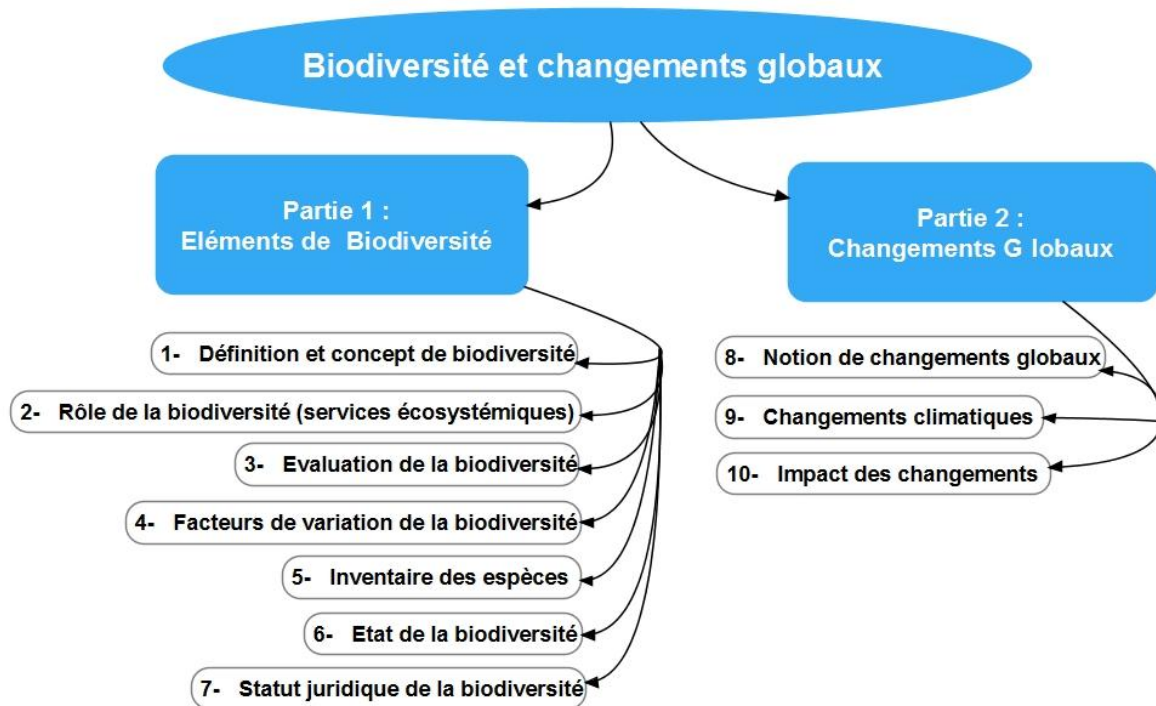 Biodiversité et changements globaux
Partie 1 :
Eléments de Biodiversité
1- Définition et concept de biodiversité
2- Rôle de la biodiversité (services écosystémiques)
3- Evaluation de la biodiversité
4- Facteurs de variation de la biodiversité
5- Inventaire des espèces
6- Etat de la biodiversité
7- Statut juridique de la biodiversité
Partie 2 :
Changements G lobaux
8- Notion de changements globaux
9- Changements climatiques
10- Impact des changements